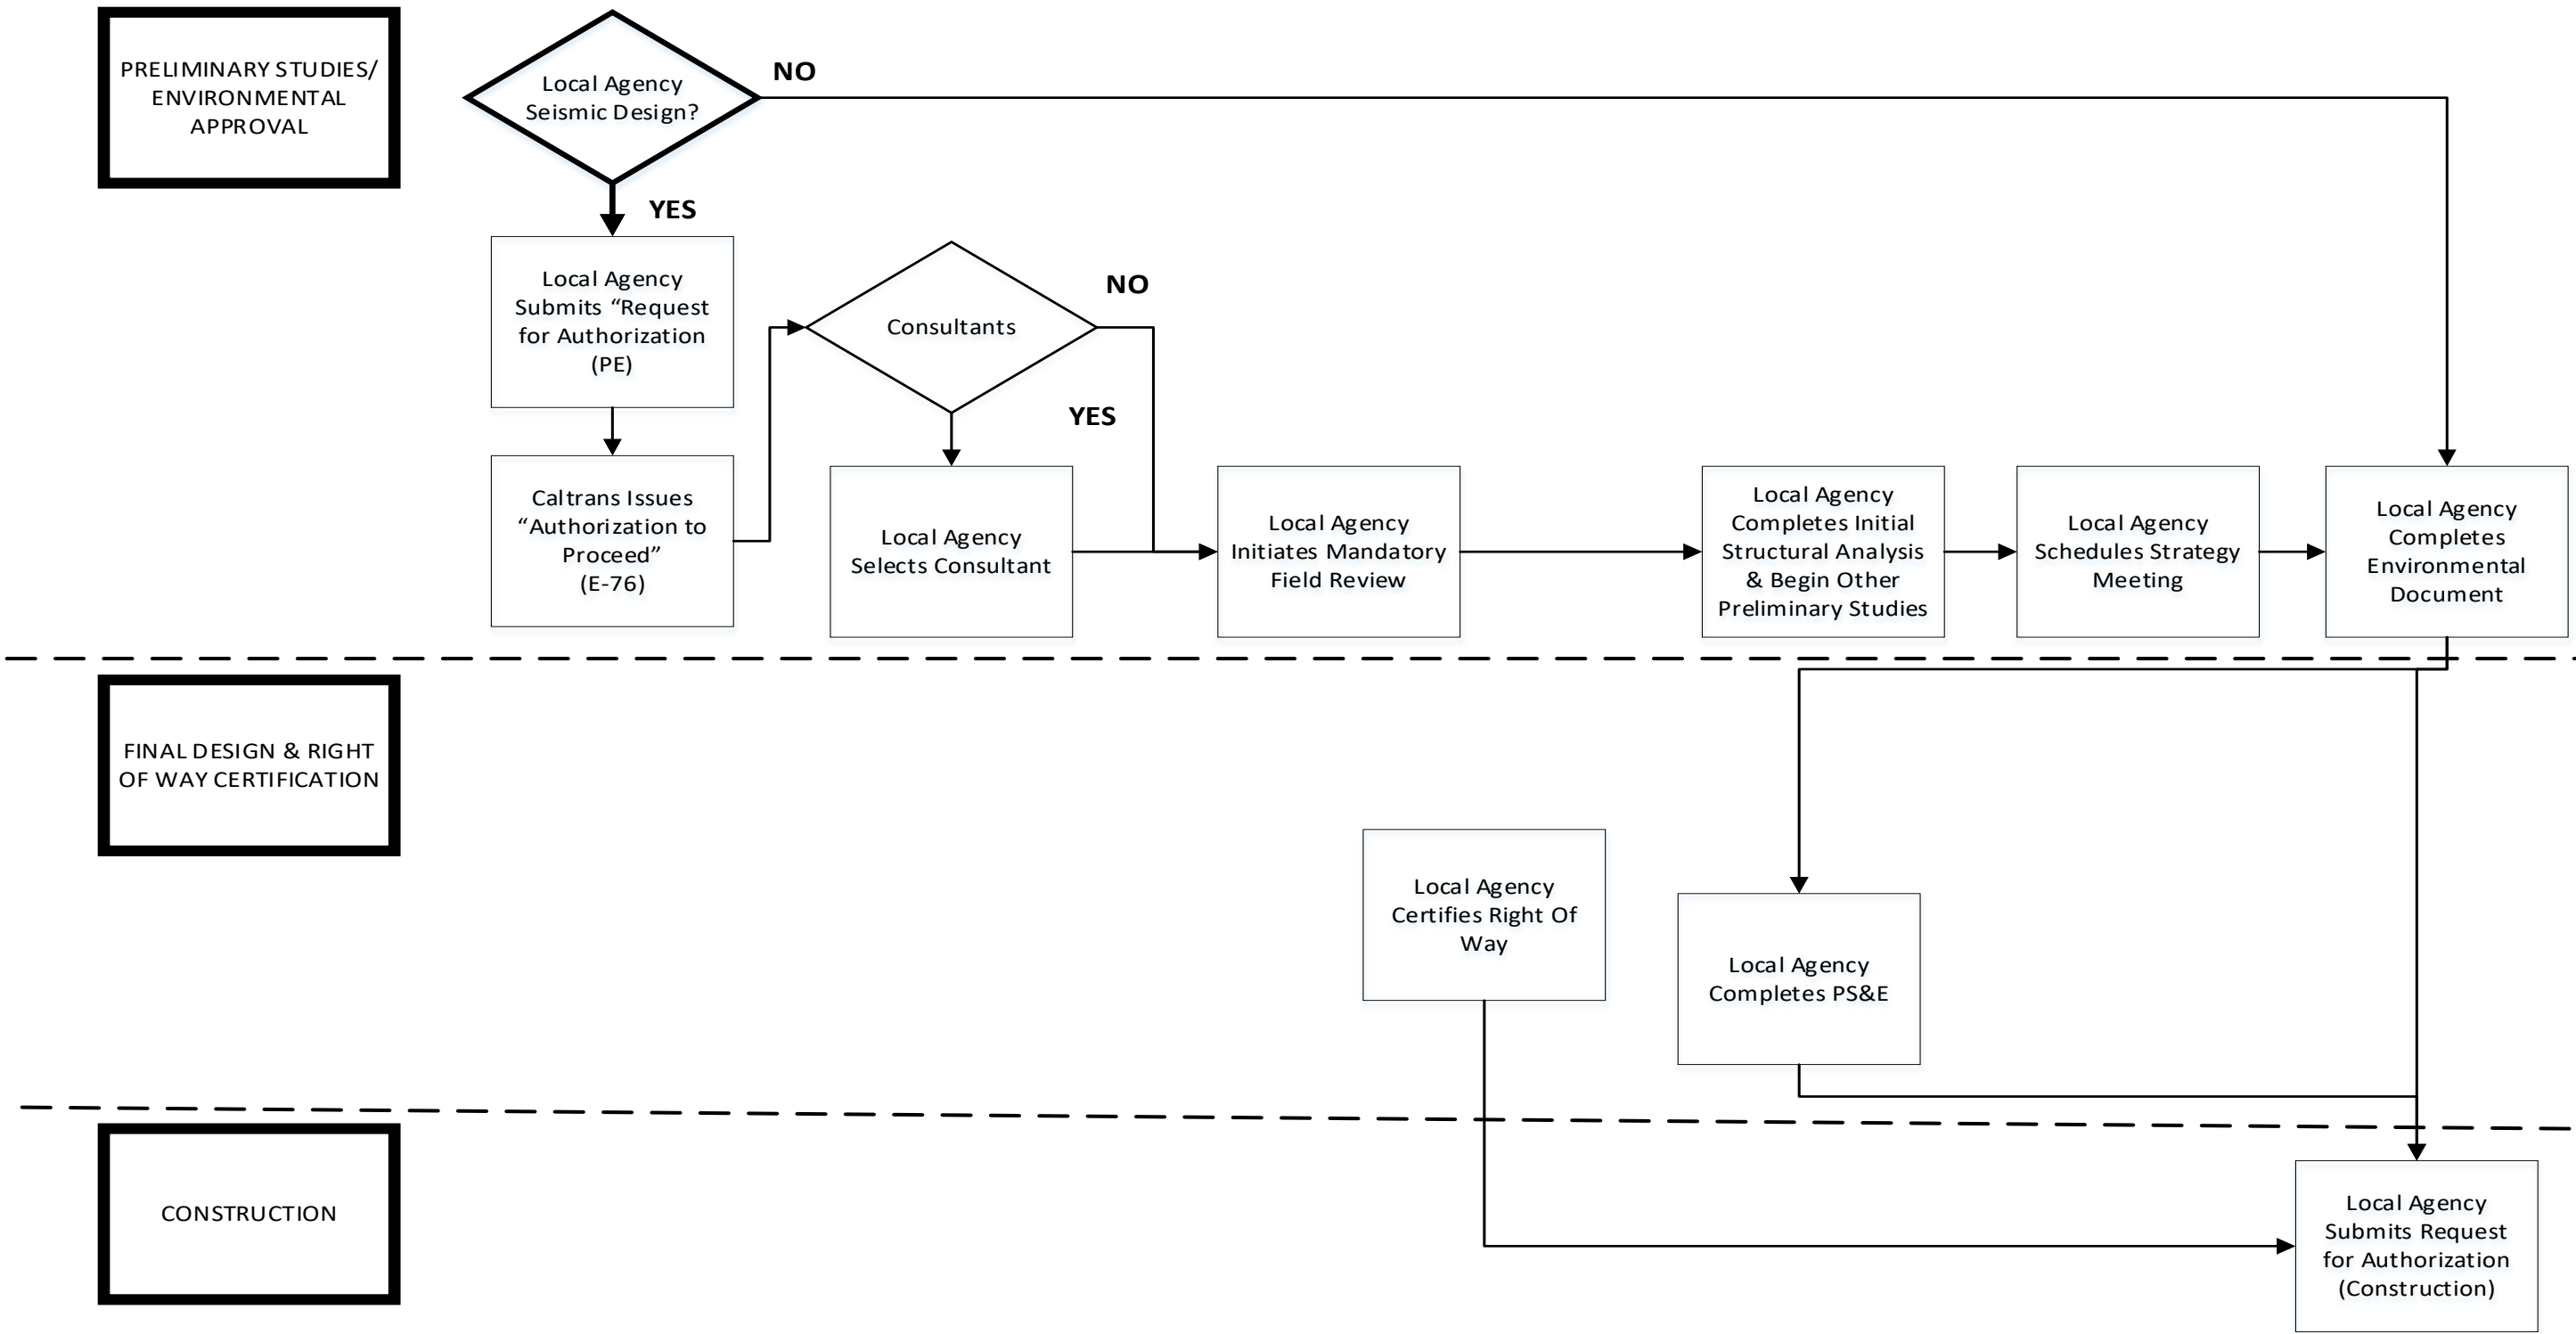 PRELIMINARY STUDIES/
ENVIRONMENTAL
APPROVAL
Local Agency
Seismic Design?
NO
YES
Local Agency
Submits “Request
for Authorization
(PE)
Caltrans Issues
“Authorization to
Proceed”
(E-76)
Consultants
NO
YES
Local Agency
Selects Consultant
Local Agency
Initiates Mandatory
Field Review
Local Agency
Completes Initial
Structural Analysis
& Begin Other
Preliminary Studies
Local Agency
Schedules Strategy
Meeting
Local Agency
Completes
Environmental
Document
FINAL DESIGN & RIGHT
OF WAY CERTIFICATION
Local Agency
Certifies Right Of
Way
Local Agency
Completes PS&E
CONSTRUCTION
Local Agency
Submits Request
for Authorization
(Construction)